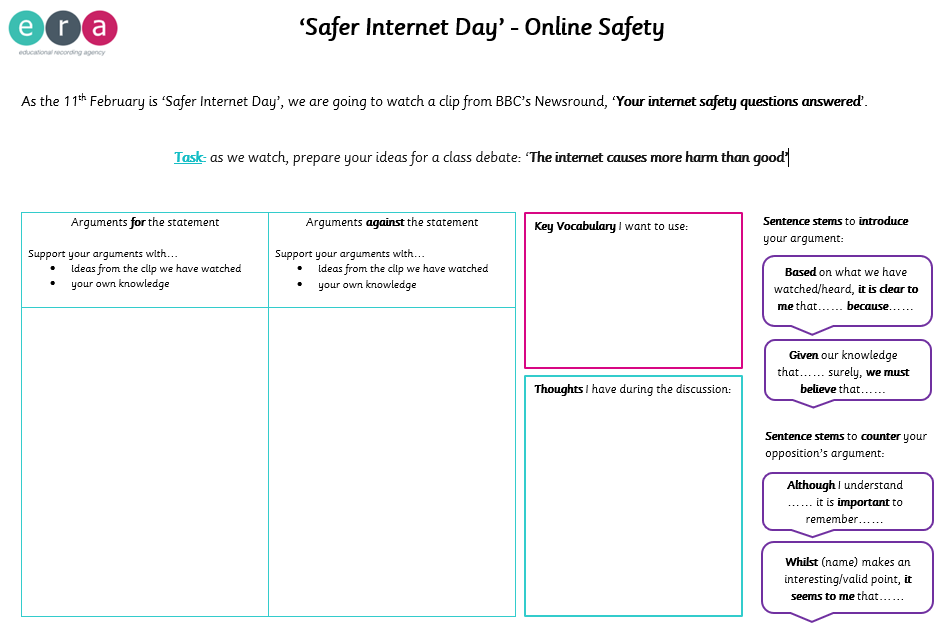 era
educational recording agency
‘Safer Internet Day’ - Online Safety
As the 11th February is ‘Safer Internet Day’, we are going to watch a clip from BBC’s Newsround, ‘Your internet safety questions answered’.
Task: as we watch, prepare your ideas for a class debate: ‘The internet causes more harm than good’
Arguments for the statement
Support your arguments with…
• Ideas from the clip we have watched
• your own knowledge
Arguments against the statement
Support your arguments with…
• Ideas from the clip we have watched
• your own knowledge
Key Vocabulary I want to use:
Thoughts I have during the discussion:
Sentence stems to introduce
your argument:
Based on what we have
watched/heard, it is clear to
me that…… because……
Given our knowledge
that…… surely, we must
believe that……
Sentence stems to counter your
opposition’s argument:
Although I understand
…… it is important to
remember……
Whilst (name) makes an
interesting/valid point, it
seems to me that……